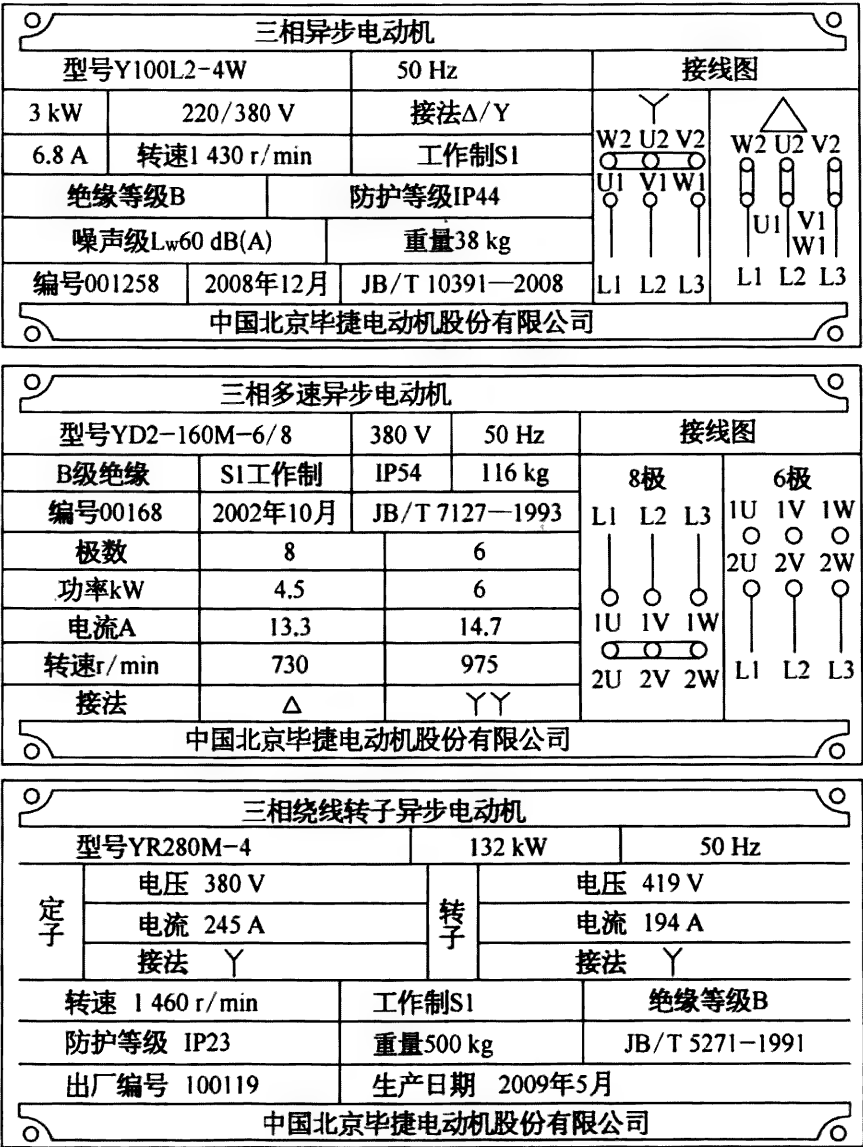 三相异步电动机
型号Y100L2-4W 50 Hz 接线图
3 kW 220/380 V 接法Δ/Y
6.8 A 转速1 430 r/min 工作制S1
绝缘等级B 防护等级IP44
噪声级Lw60 dB(A) 重量38 kg
编号001258 2008年12月 JB/T 10391—2008
Y △
W2 U2 V2 W2 U2 V2
U1 V1 W1 U1 V1
W1
L1 L2 L3 L1 L2 L3
中国北京毕捷电动机股份有限公司
三相多速异步电动机
型号YD2-160M-6/8 380 V 50 Hz 接线图
B级绝缘 S1工作制 IP54 116 kg
编号00168 2002年10月 JB/T 7127—1993
极数 8 6
功率kW 4.5 6
电流A 13.3 14.7
转速r/min 730 975
接法 Δ YY
8极 6极
L1 L2 L3 1U 1V 1W
2U 2V 2W
1U 1V 1W
2U 2V 2W L1 L2 L3
中国北京毕捷电动机股份有限公司
三相绕线转子异步电动机
型号YR280M-4 132 kW 50 Hz
定子 电压 380 V 转子 电压 419 V
电流 245 A 电流 194 A
接法 Y 接法 Y
转速 1 460 r/min 工作制S1 绝缘等级B
防护等级 IP23 重量500 kg JB/T 5271-1991
出厂编号 100119 生产日期 2009年5月
中国北京毕捷电动机股份有限公司